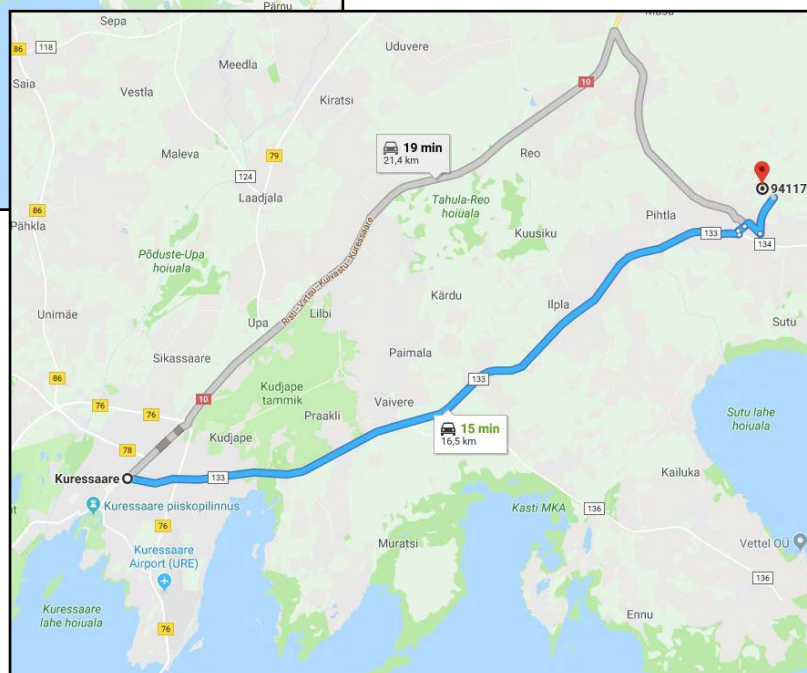 Pärnu
Sepa
86
118
Meedla
Uduvere
Masa
10
Saia
Vestla
Kiratsi
19 min
21,4 km
Reo
Maleva
124
79
Laadjala
Tahula-Reo
hoiuala
Kuusiku
Pihtla
94117
133
134
86
Pähkla
Põduste-Upa
hoiuala
Risti–Virtsu–Kuivastu–Kuressaare
Kärdu
Ilpla
Unimäe
Upa
Lilbi
Sutu
Sikassaare
Paimala
86
76
76
10
Kudjape
tammik
133
Vaivere
Praakli
15 min
16,5 km
Sutu lahe
hoiuala
78
Kudjape
Kuressaare
133
Kailuka
Kuressaare piiskopilinnus
76
Kasti MKA
136
Muratsi
Vettel OÜ
Kuressaare
Airport (URE)
136
Kuressaare
lahe hoiuala
76
Ennu